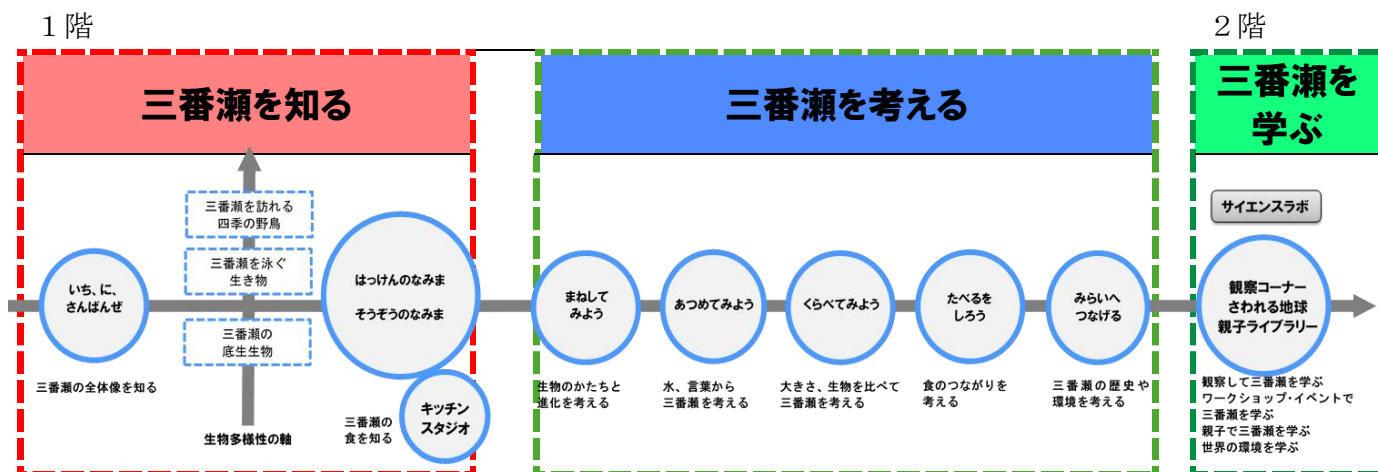 1階
2階
三番瀬を知る
三番瀬を考える
三番瀬を
学ぶ
いち、に、
さんばんぜ
三番瀬の全体像を知る
三番瀬を訪れる
四季の野鳥
三番瀬を泳ぐ
生き物
三番瀬の
底生生物
生物多様性の軸
はっけんのなみま
そうぞうのなみま
キッチン
スタジオ
三番瀬の
食を知る
まねして
みよう
生物のかたちと
進化を考える
あつめてみよう
水、言葉から
三番瀬を考える
くらべてみよう
大きさ、生物を比べて
三番瀬を考える
たべるを
しろう
食のつながりを
考える
みらいへ
つなげる
三番瀬の歴史や
環境を考える
サイエンスラボ
観察コーナー
さわれる地球
親子ライブラリー
観察して三番瀬を学ぶ
ワークショップ・イベントで
三番瀬を学ぶ
親子で三番瀬を学ぶ
世界の環境を学ぶ